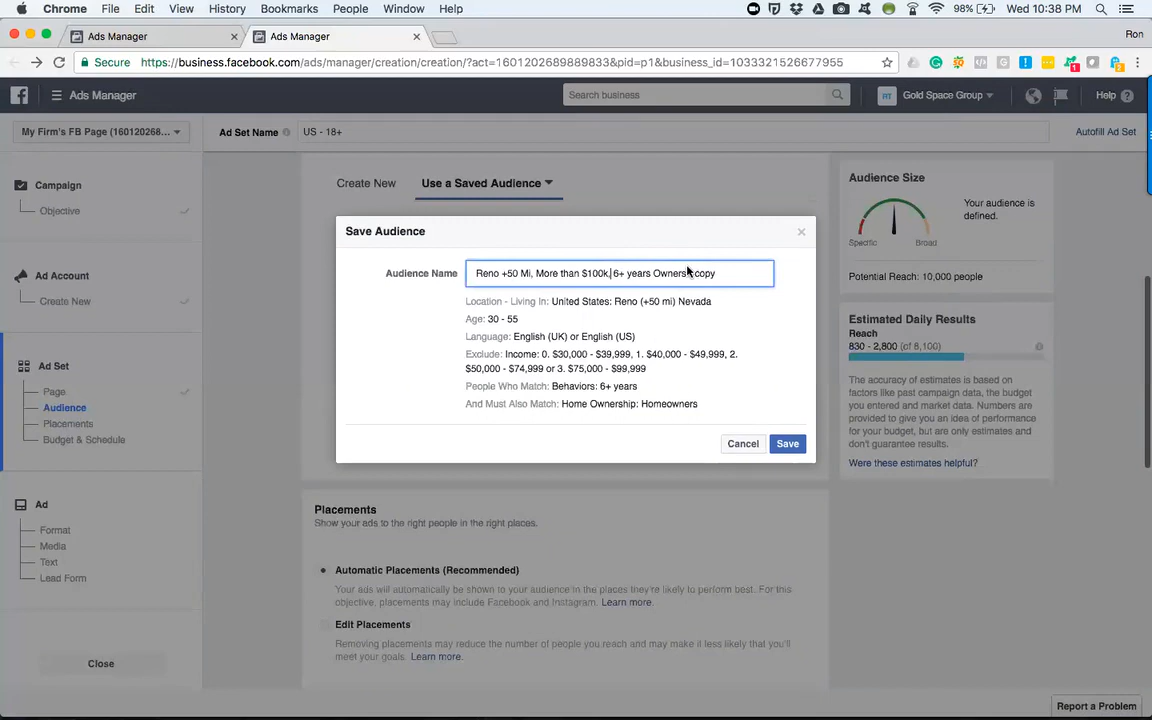 Chrome File Edit View History Bookmarks People Window Help 98% Wed 10:38 PM
Ads Manager Ads Manager Ron
Secure https://business.facebook.com/ads/manager/creation/creation/?act=1601202689889833&pid=p1&business_id=1033321526677955
Ads Manager Search business Gold Space Group Help
My Firm's FB Page (160120268... Ad Set Name US - 18+ Autofill Ad Set
Campaign
Objective
Ad Account
Create New
Ad Set
Page
Audience
Placements
Budget & Schedule
Ad
Format
Media
Text
Lead Form
Close
Create New Use a Saved Audience
Save Audience
Audience Name Reno +50 Mi, More than $100k, 6+ years Owners copy
Location - Living In: United States: Reno (+50 mi) Nevada
Age: 30 - 55
Language: English (UK) or English (US)
Exclude: Income: 0. $30,000 - $39,999, 1. $40,000 - $49,999, 2.
$50,000 - $74,999 or 3. $75,000 - $99,999
People Who Match: Behaviors: 6+ years
And Must Also Match: Home Ownership: Homeowners
Cancel Save
Placements
Show your ads to the right people in the right places.
Automatic Placements (Recommended)
Your ads will automatically be shown to your audience in the places they're likely to perform best. For this
objective, placements may include Facebook and Instagram. Learn more.
Edit Placements
Removing placements may reduce the number of people you reach and may make it less likely that you'll
meet your goals. Learn more.
Audience Size
Your audience is
defined.
Specific Broad
Potential Reach: 10,000 people
Estimated Daily Results
Reach
830 - 2,800 (of 8,100)
The accuracy of estimates is based on
factors like past campaign data, the budget
you entered and market data. Numbers are
provided to give you an idea of performance
for your budget, but are only estimates and
don't guarantee results.
Were these estimates helpful?
Report a Problem